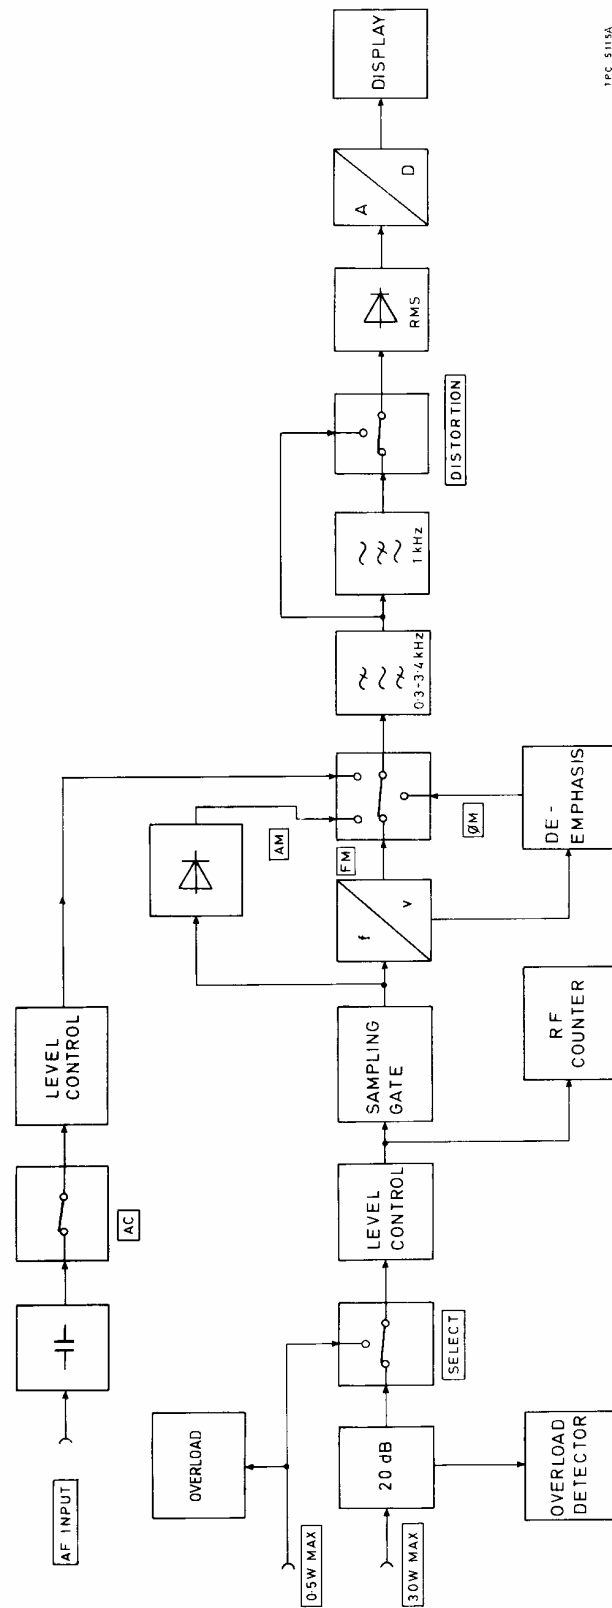 AF INPUT
AC
LEVEL
CONTROL
OVERLOAD
0·5W MAX
30W MAX
20 dB
OVERLOAD
DETECTOR
SELECT
LEVEL
CONTROL
SAMPLING
GATE
RF
COUNTER
f
v
AM
FM
ØM
DE-
EMPHASIS
0·3-3·4kHz
1kHz
DISTORTION
RMS
A
D
DISPLAY
TPC 5115A